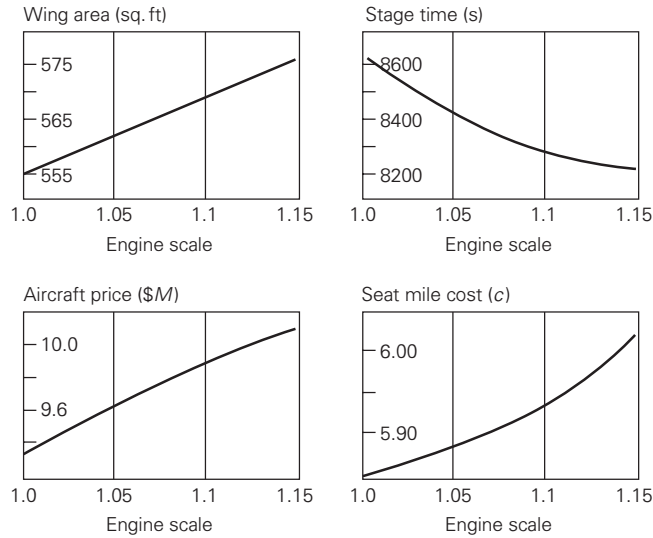 Wing area (sq. ft)
575
565
555
1.0 1.05 1.1 1.15
Engine scale
Stage time (s)
8600
8400
8200
1.0 1.05 1.1 1.15
Engine scale
Aircraft price ($M)
10.0
9.6
1.0 1.05 1.1 1.15
Engine scale
Seat mile cost (c)
6.00
5.90
1.0 1.05 1.1 1.15
Engine scale